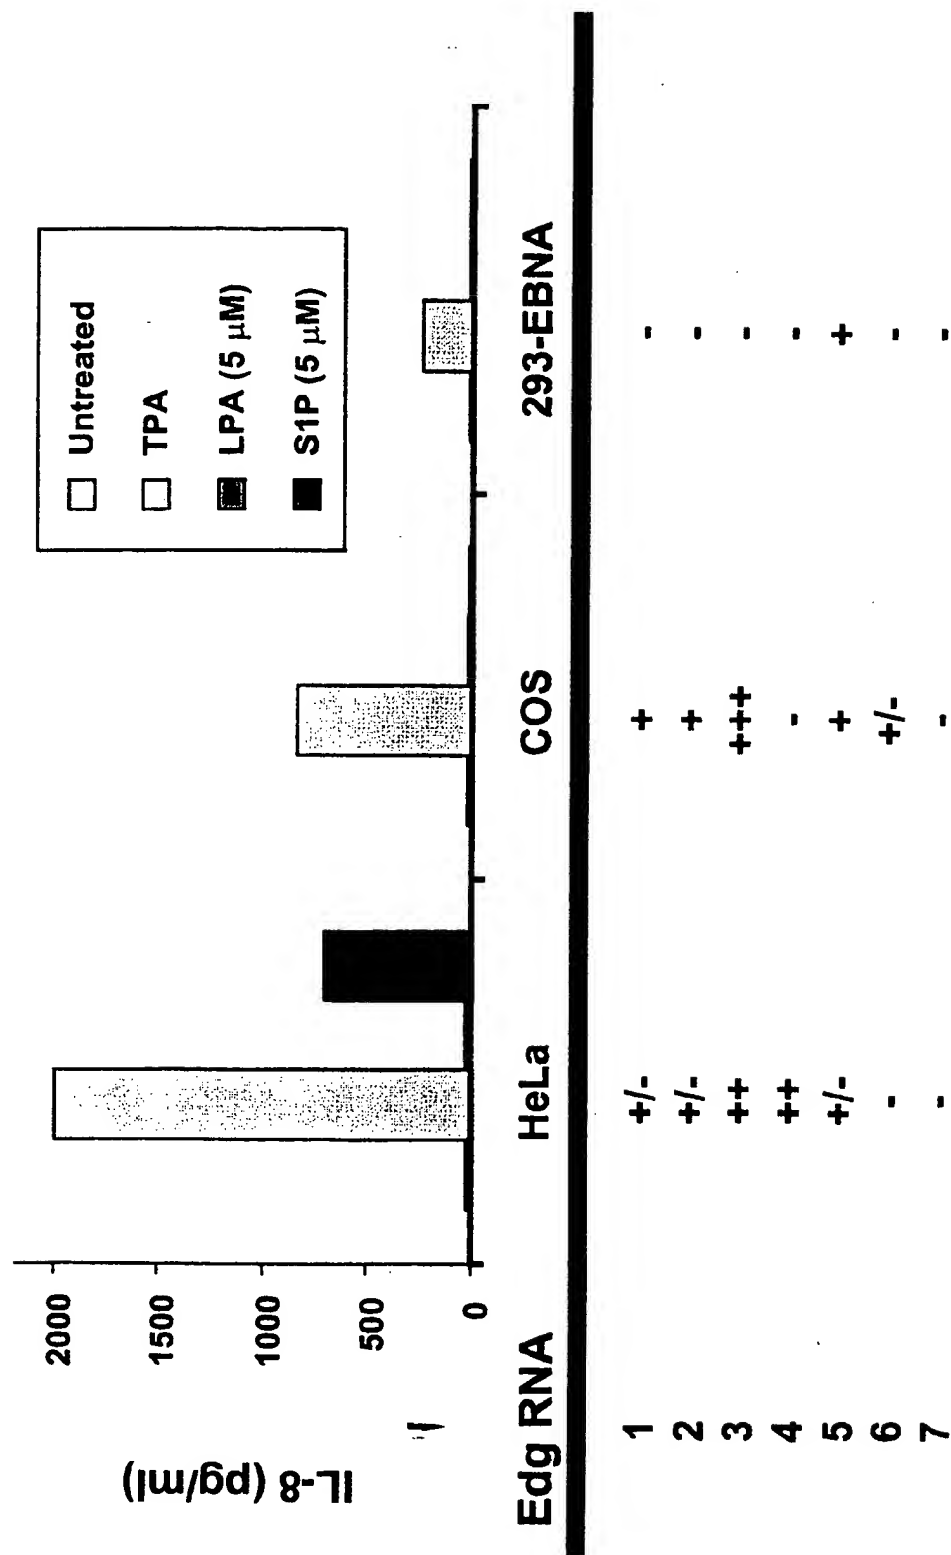 IL-8 (pg/ml)
2000
1500
1000
500
0
Untreated
TPA
LPA (5 μM)
S1P (5 μM)
Edg RNA HeLa COS 293-EBNA
1 +/- + -
2 +/- + -
3 ++ +++ -
4 ++ - -
5 +/- + +
6 - +/- -
7 - - -